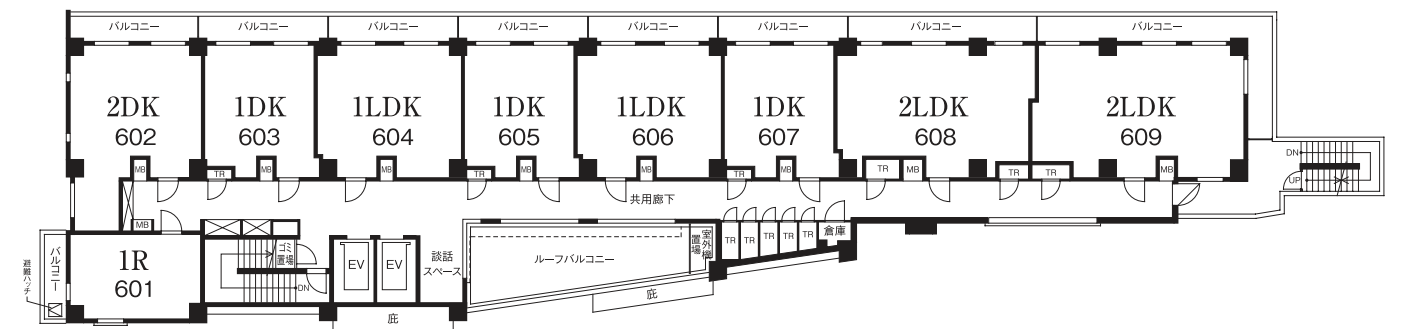 バルコニー
バルコニー
バルコニー
バルコニー
バルコニー
バルコニー
バルコニー
バルコニー
2DK
602
1DK
603
1LDK
604
1DK
605
1LDK
606
1DK
607
2LDK
608
2LDK
609
MB
TR
MB
MB
TR
MB
MB
TR
MB
TR
MB
TR
TR
MB
DN
UP
共用廊下
MB
1R
601
バルコニー
避難ハッチ
ゴミ
置場
DN
EV
EV
談話
スペース
ルーフバルコニー
室外機
置場
TR
TR
TR
TR
TR
倉庫
庇
庇